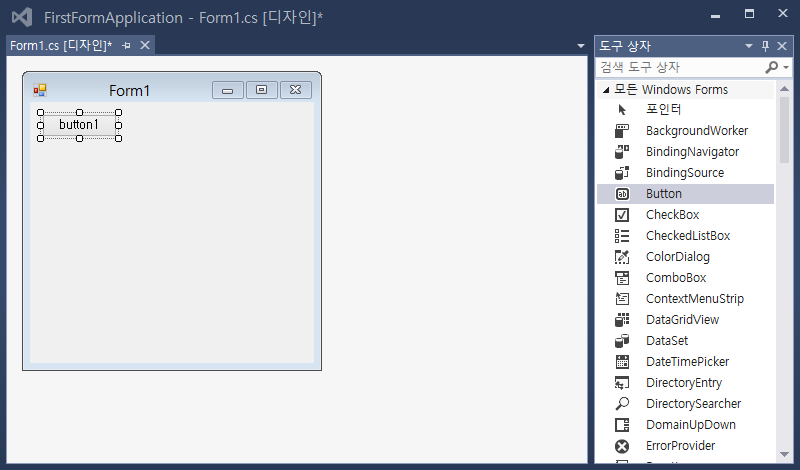 FirstFormApplication - Form1.cs [디자인]*
Form1.cs [디자인]*
Form1
button1
도구 상자
검색 도구 상자
모든 Windows Forms
포인터
BackgroundWorker
BindingNavigator
BindingSource
Button
CheckBox
CheckedListBox
ColorDialog
ComboBox
ContextMenuStrip
DataGridView
DataSet
DateTimePicker
DirectoryEntry
DirectorySearcher
DomainUpDown
ErrorProvider